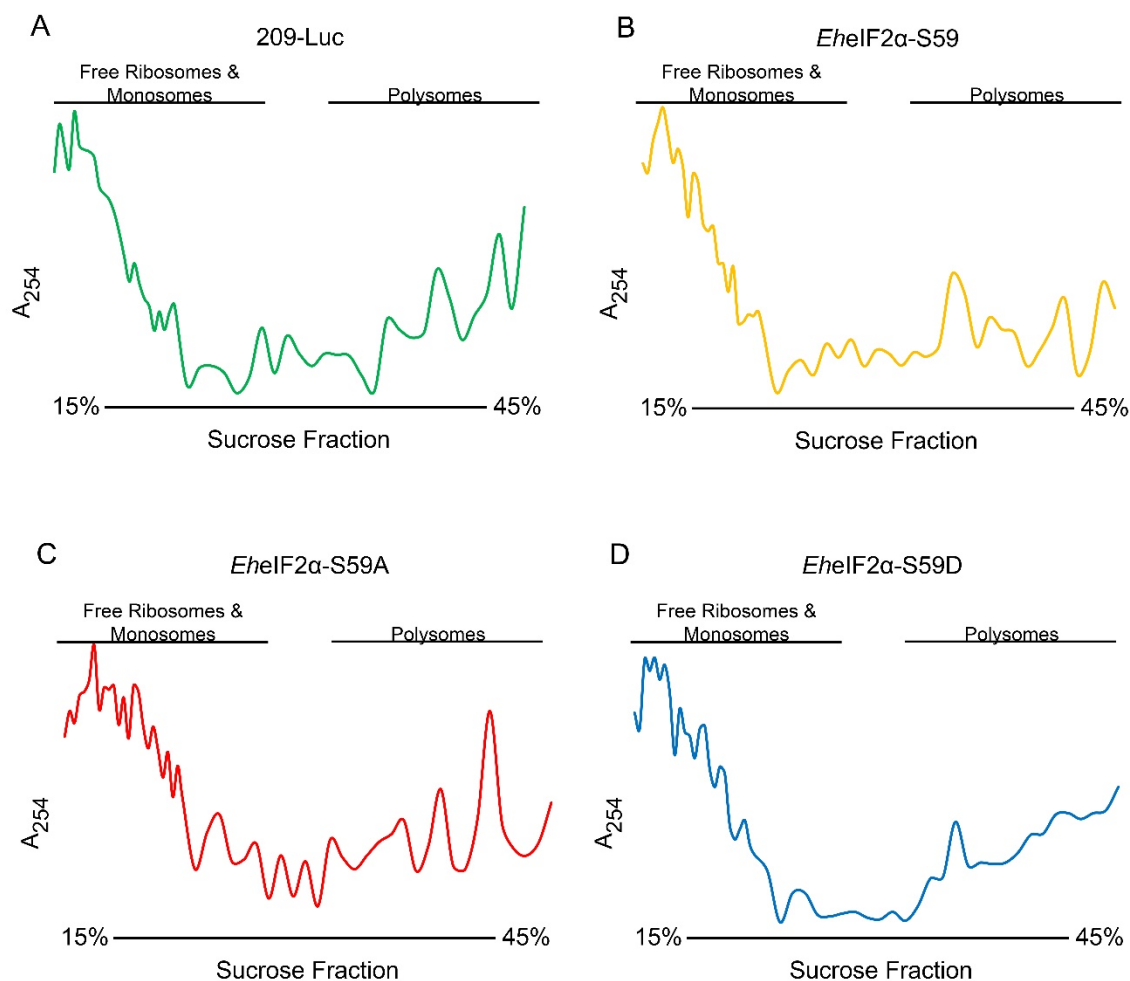 A
209-Luc
Free Ribosomes &
Monosomes
Polysomes
A254
15%
45%
Sucrose Fraction
B
EheIF2α-S59
Free Ribosomes &
Monosomes
Polysomes
A254
15%
45%
Sucrose Fraction
C
EheIF2α-S59A
Free Ribosomes &
Monosomes
Polysomes
A254
15%
45%
Sucrose Fraction
D
EheIF2α-S59D
Free Ribosomes &
Monosomes
Polysomes
A254
15%
45%
Sucrose Fraction